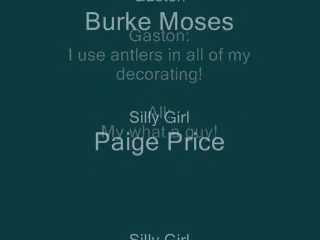 Gaston
Burke Moses
Gaston:
I use antlers in all of my
decorating!
All:
My what a guy!
Silly Girl
Paige Price
Silly Girl